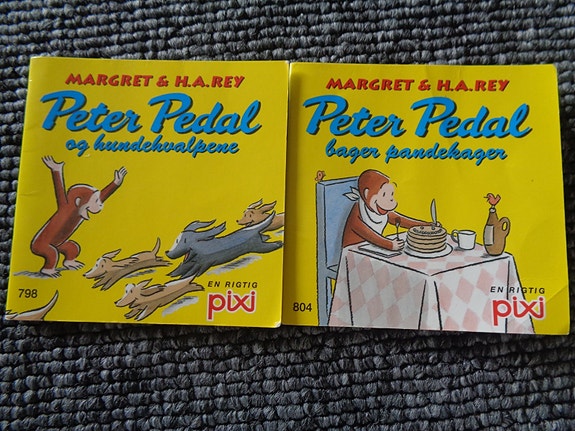 MARGRET & H.A.REY
Peter Pedal
og hundehvalpene
798
EN RIGTIG
pixi
MARGRET & H.A.REY
Peter Pedal
bager pandekager
804
EN RIGTIG
pixi